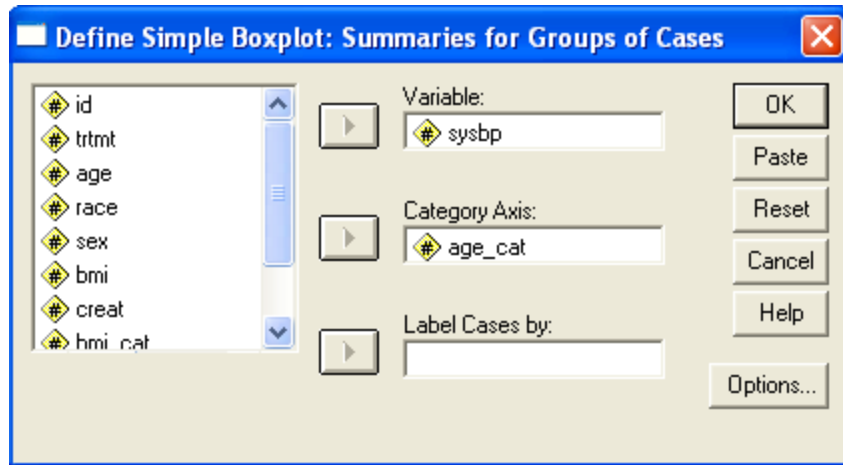 Define Simple Boxplot: Summaries for Groups of Cases
id
trtmt
age
race
sex
bmi
creat
bmi_cat
Variable:
sysbp
Category Axis:
age_cat
Label Cases by:
OK
Paste
Reset
Cancel
Help
Options...